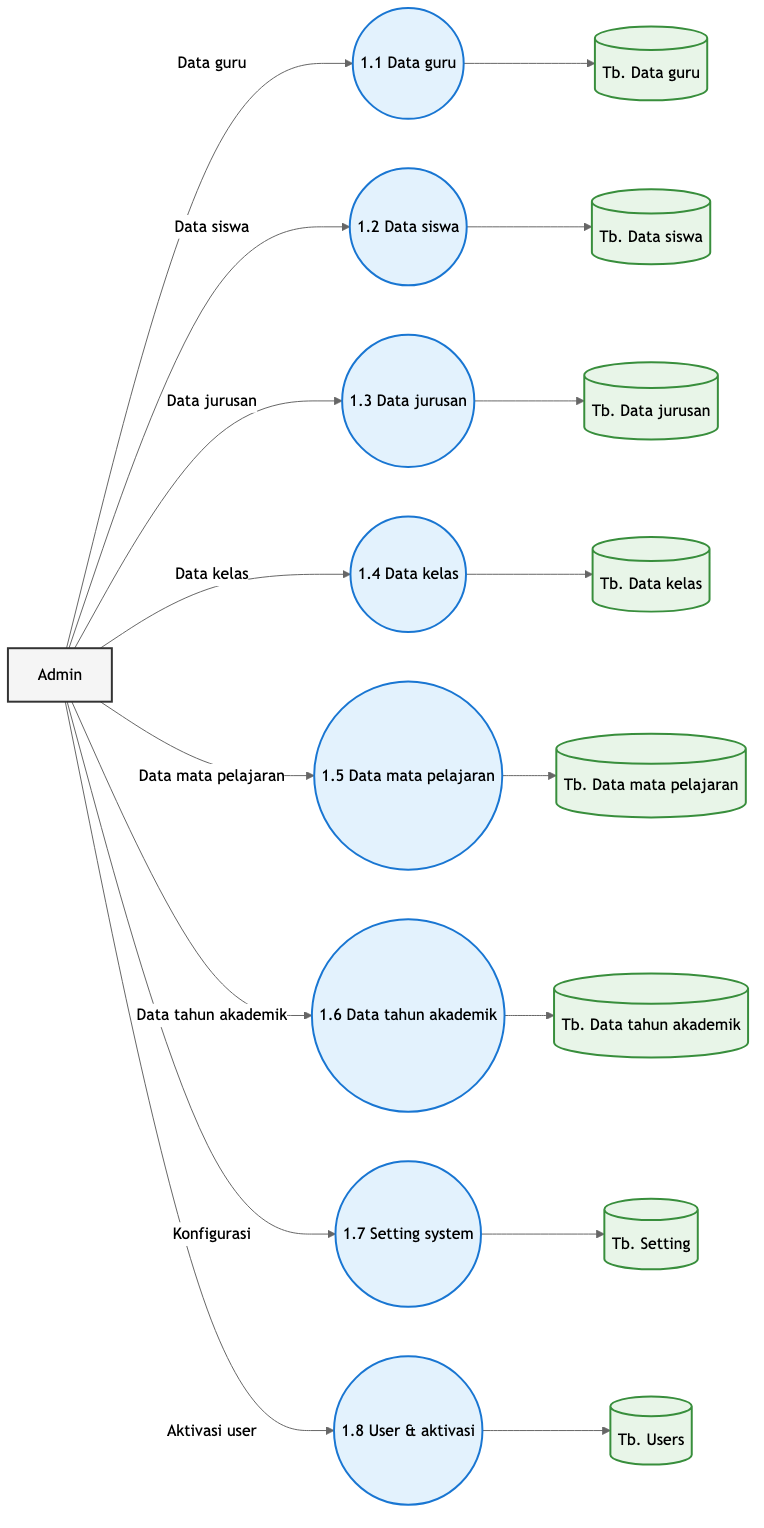 Data guru
1.1 Data guru
Tb. Data guru
Data siswa
1.2 Data siswa
Tb. Data siswa
Data jurusan
1.3 Data jurusan
Tb. Data jurusan
Data kelas
1.4 Data kelas
Tb. Data kelas
Admin
Data mata pelajaran
1.5 Data mata pelajaran
Tb. Data mata pelajaran
Data tahun akademik
1.6 Data tahun akademik
Tb. Data tahun akademik
Konfigurasi
1.7 Setting system
Tb. Setting
Aktivasi user
1.8 User & aktivasi
Tb. Users